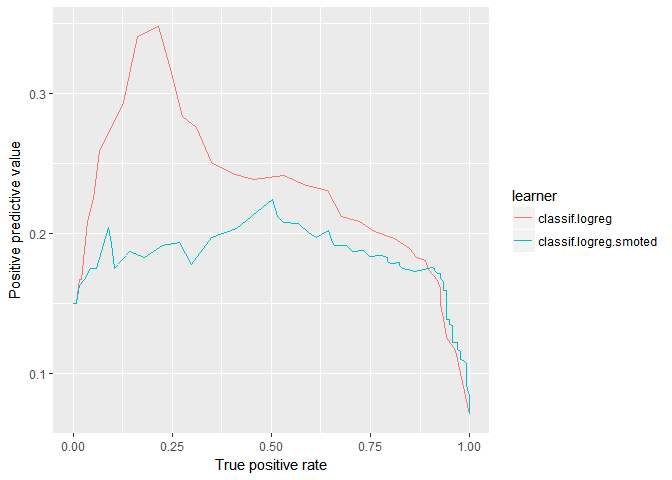 Positive predictive value
0.3
0.2
0.1
0.00 0.25 0.50 0.75 1.00
True positive rate
learner
classif.logreg
classif.logreg.smoted